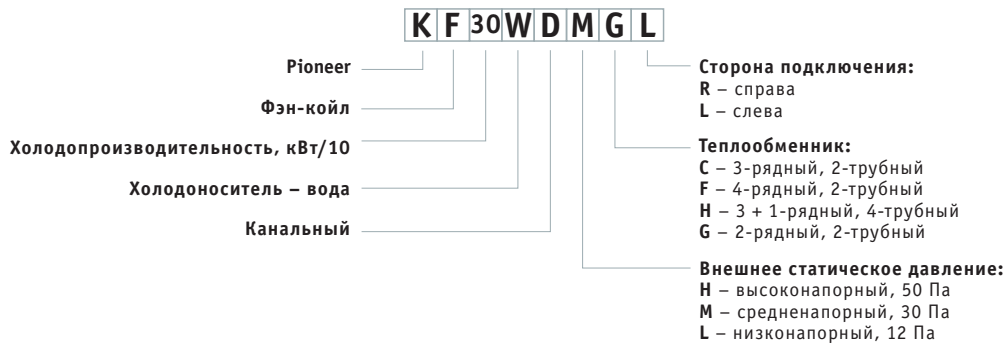 KF30WDMGL
Pioneer
Фэн-койл
Холодопроизводительность, кВт/10
Холодоноситель – вода
Канальный
Сторона подключения:
R – справа
L – слева
Теплообменник:
C – 3-рядный, 2-трубный
F – 4-рядный, 2-трубный
H – 3 + 1-рядный, 4-трубный
G – 2-рядный, 2-трубный
Внешнее статическое давление:
H – высоконапорный, 50 Па
M – средненапорный, 30 Па
L – низконапорный, 12 Па